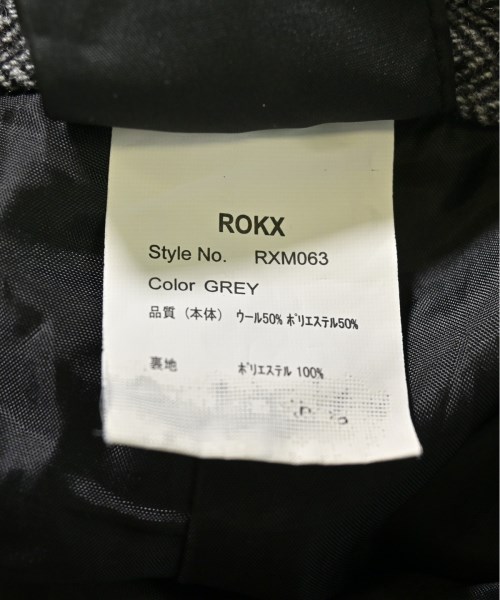 ROKX
Style No. RXM063
Color GREY
品質（本体） ウール50% ポリエステル50%
裏地 ポリエステル 100%